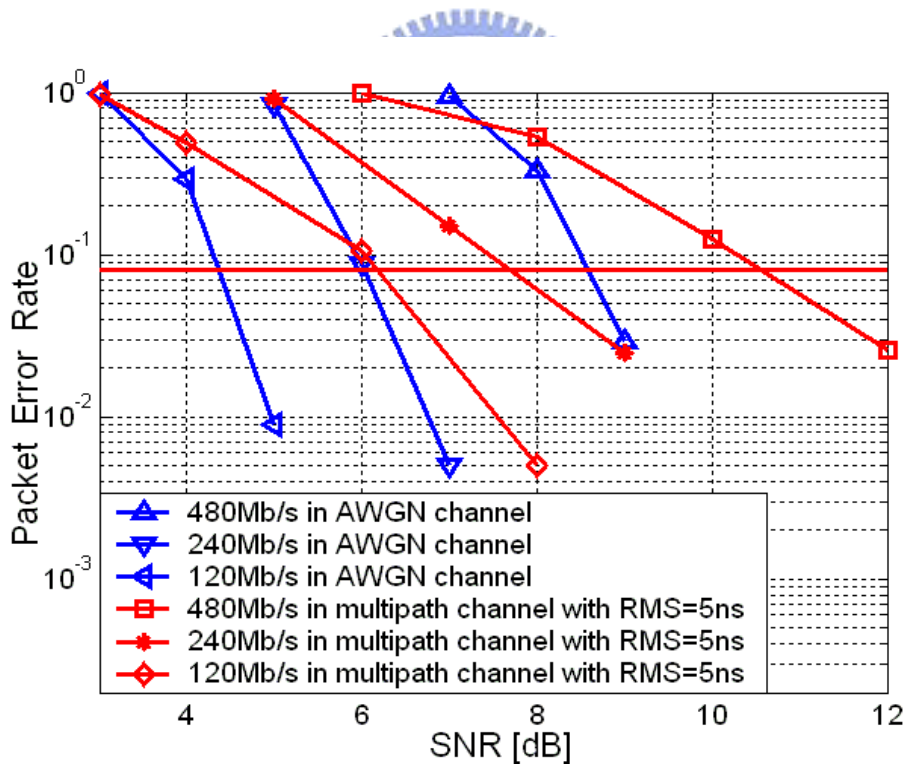 10^0
10^-1
10^-2
10^-3
Packet Error Rate
480Mb/s in AWGN channel
240Mb/s in AWGN channel
120Mb/s in AWGN channel
480Mb/s in multipath channel with RMS=5ns
240Mb/s in multipath channel with RMS=5ns
120Mb/s in multipath channel with RMS=5ns
4 6 8 10 12
SNR [dB]